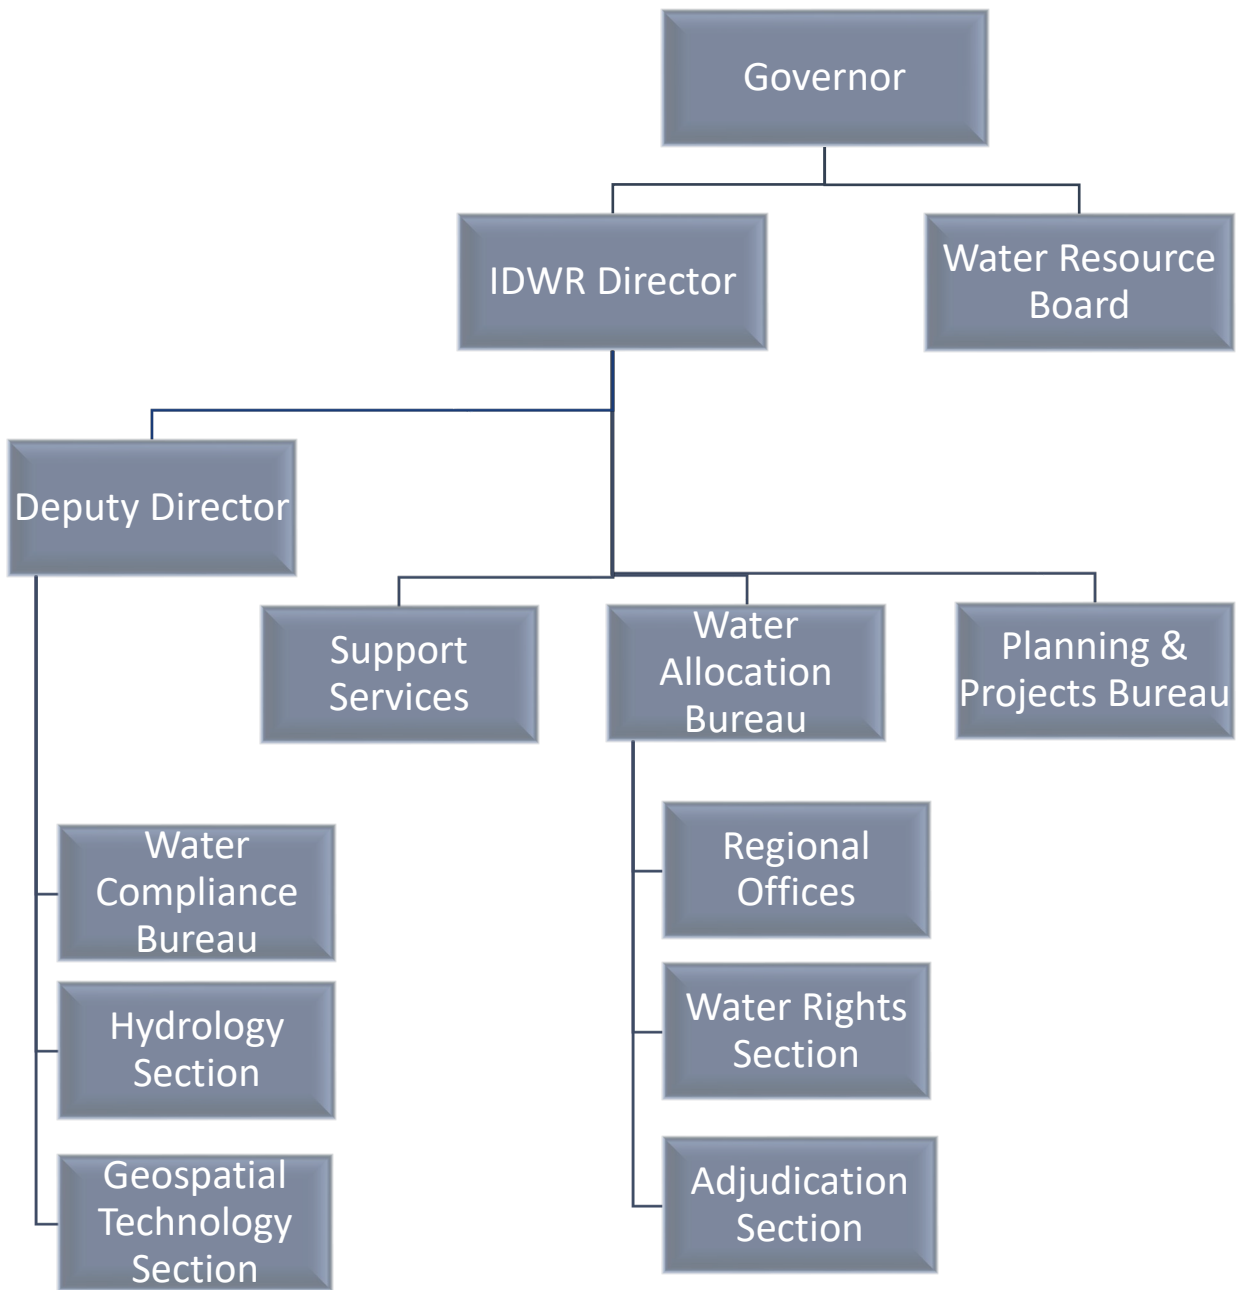 Governor
IDWR Director
Water Resource
Board
Deputy Director
Support
Services
Water
Allocation
Bureau
Planning &
Projects Bureau
Water
Compliance
Bureau
Hydrology
Section
Geospatial
Technology
Section
Regional
Offices
Water Rights
Section
Adjudication
Section